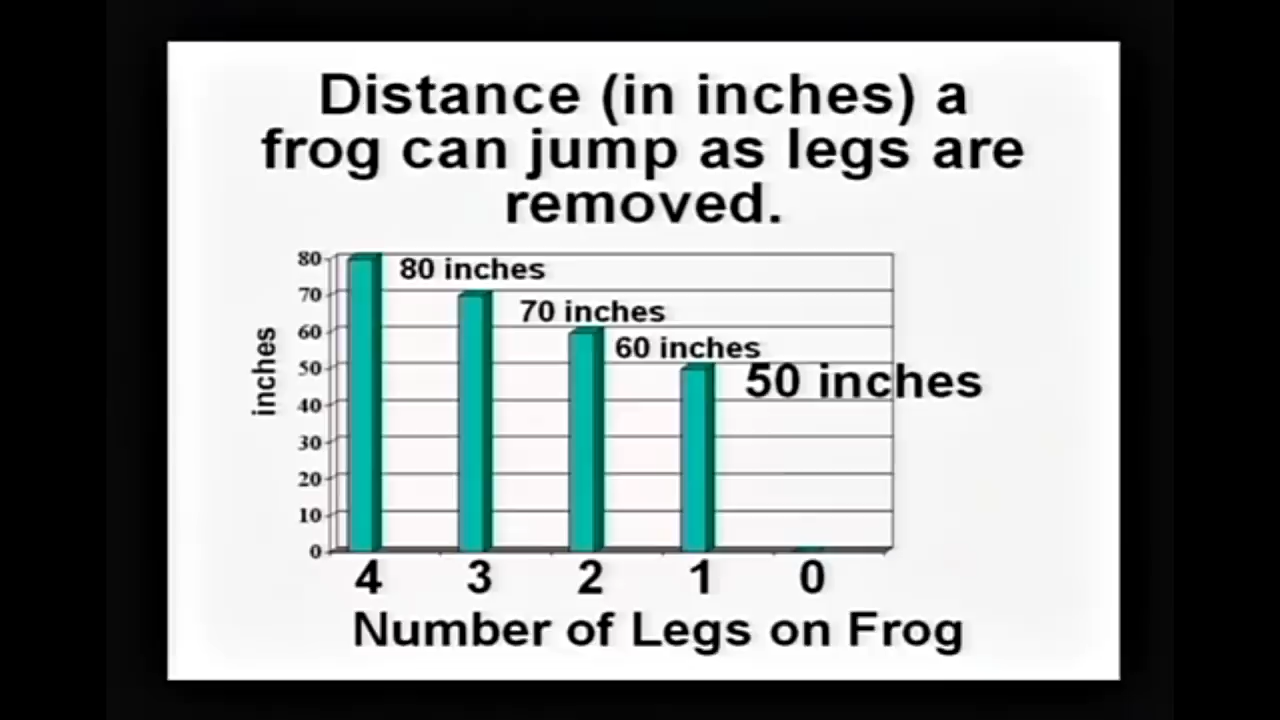 Distance (in inches) a
frog can jump as legs are
removed.
80
80 inches
70
70 inches
60
60 inches
50
50 inches
40
30
20
10
0
inches
4 3 2 1 0
Number of Legs on Frog